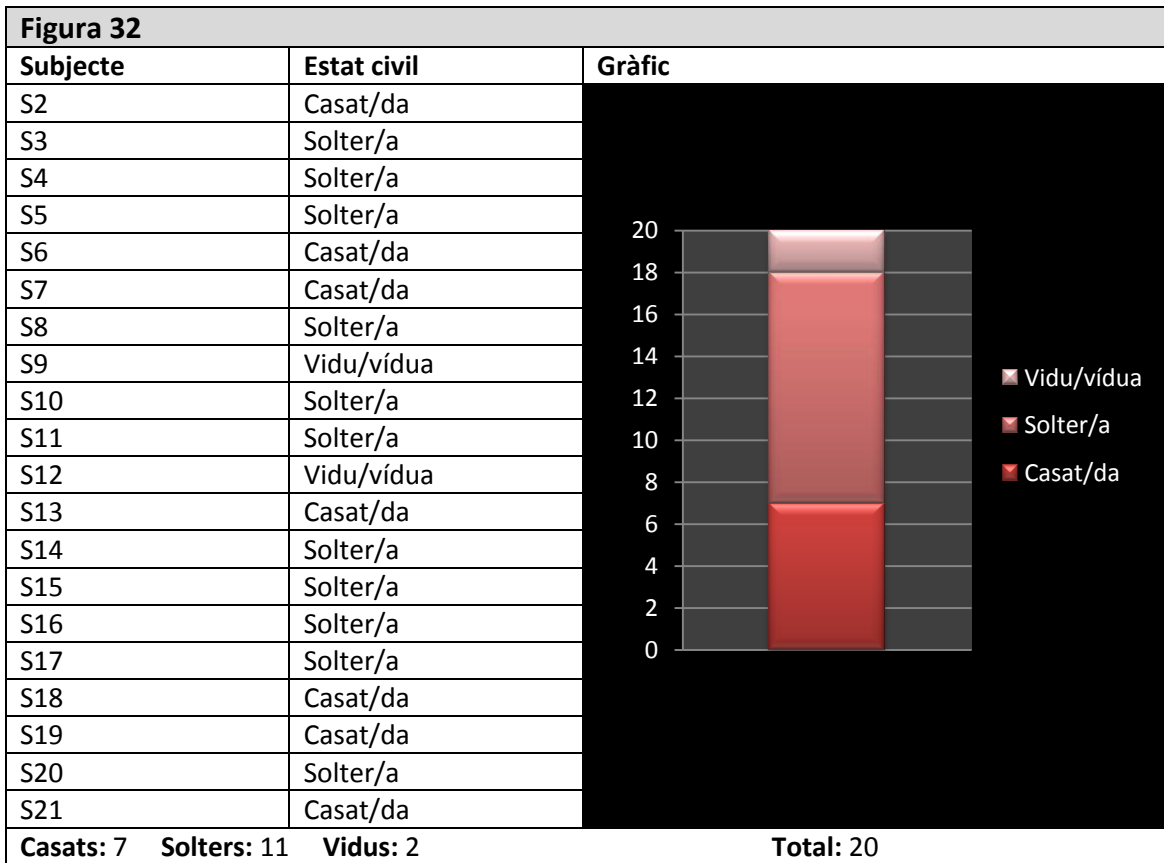 Figura 32
Subjecte Estat civil Gràfic
S2 Casat/da
S3 Solter/a
S4 Solter/a
S5 Solter/a
S6 Casat/da
S7 Casat/da
S8 Solter/a
S9 Vidu/vídua
S10 Solter/a
S11 Solter/a
S12 Vidu/vídua
S13 Casat/da
S14 Solter/a
S15 Solter/a
S16 Solter/a
S17 Solter/a
S18 Casat/da
S19 Casat/da
S20 Solter/a
S21 Casat/da
20
18
16
14
12
10
8
6
4
2
0
Vidu/vídua
Solter/a
Casat/da
Casats: 7 Solters: 11 Vidus: 2 Total: 20